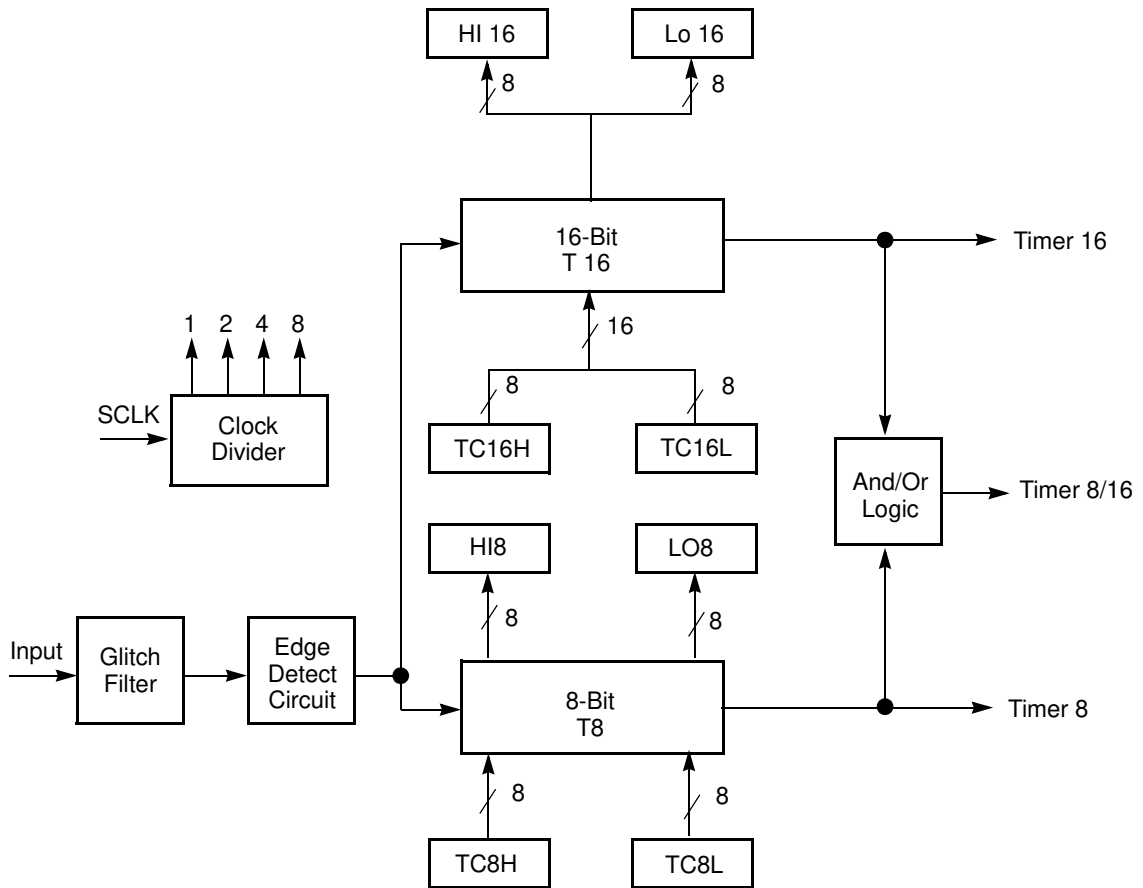 HI 16
Lo 16
8
8
16-Bit
T 16
Timer 16
16
1 2 4 8
8
8
SCLK
Clock
Divider
TC16H
TC16L
And/Or
Logic
Timer 8/16
HI8
LO8
8
8
Input
Glitch
Filter
Edge
Detect
Circuit
8-Bit
T8
Timer 8
8
8
TC8H
TC8L